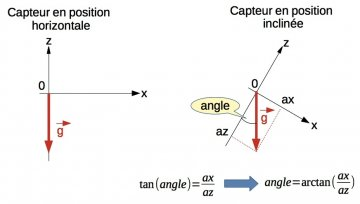 Capteur en position
horizontale
z
0
x
g
Capteur en position
inclinée
z
0
angle
ax
az
g
x
tan(angle)=ax/az
angle=arctan(ax/az)